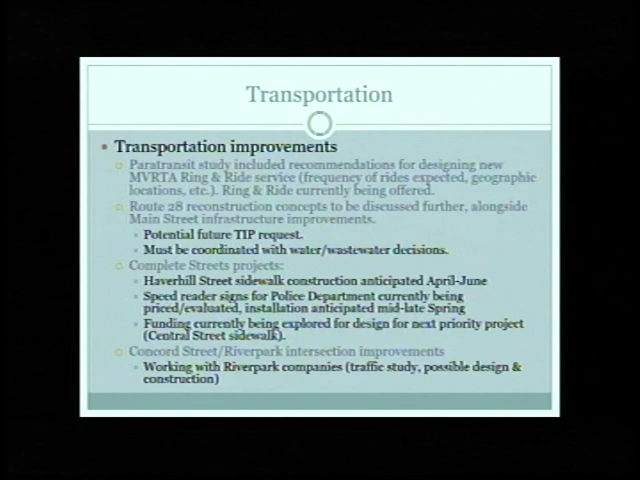 Transportation
Transportation improvements
Paratransit study included recommendations for designing new
MVRTA Ring & Ride service (frequency of rides expected, geographic
locations, etc.). Ring & Ride currently being offered.
Route 28 reconstruction concepts to be discussed further, alongside
Main Street infrastructure improvements.
Potential future TIP request.
Must be coordinated with water/wastewater decisions.
Complete Streets projects:
Haverhill Street sidewalk construction anticipated April-June
Speed reader signs for Police Department currently being
priced/evaluated, installation anticipated mid-late Spring
Funding currently being explored for design for next priority project
(Central Street sidewalk).
Concord Street/Riverpark intersection improvements
Working with Riverpark companies (traffic study, possible design &
construction)